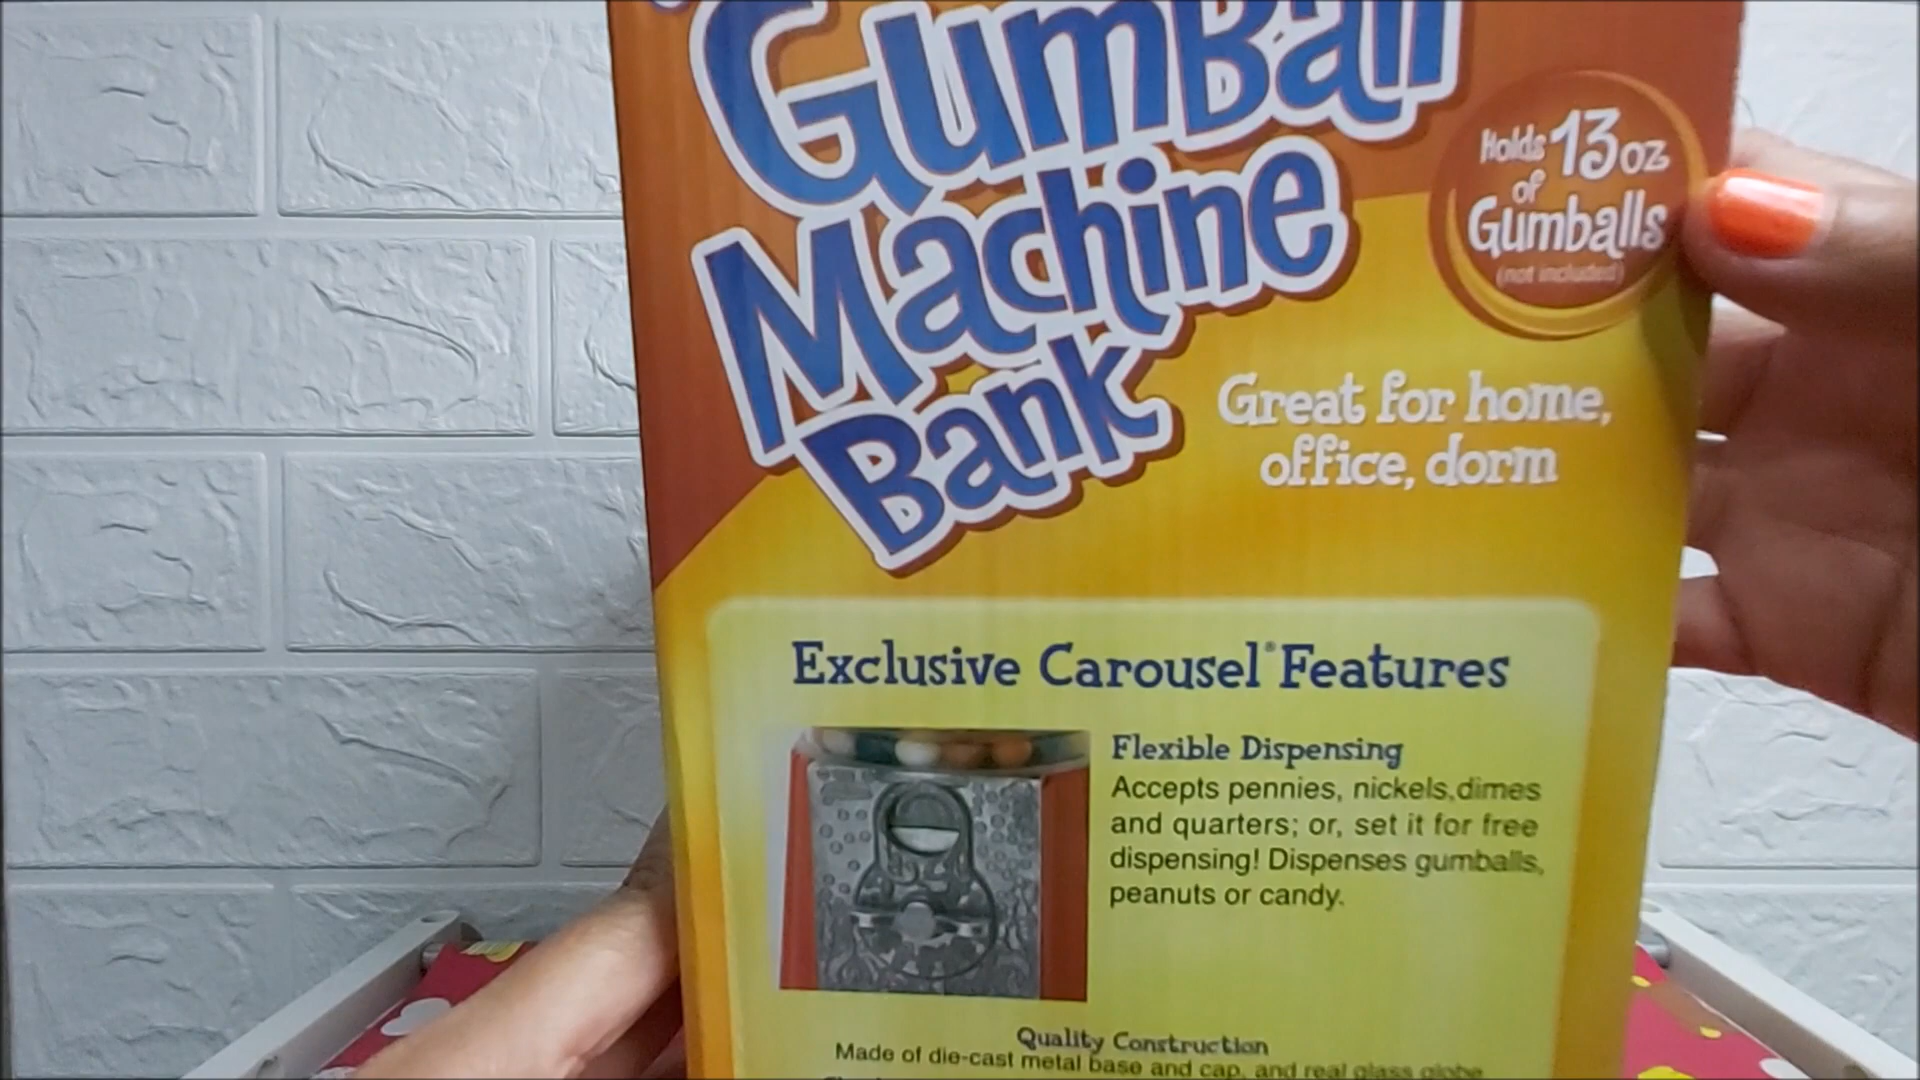 GumBall
Machine
Bank
Holds 13 oz
of
Gumballs
(not included)
Great for home,
office, dorm
Exclusive Carousel® Features
Flexible Dispensing
Accepts pennies, nickels,dimes
and quarters; or, set it for free
dispensing! Dispenses gumballs,
peanuts or candy.
Quality Construction
Made of die-cast metal base and cap, and real glass globe